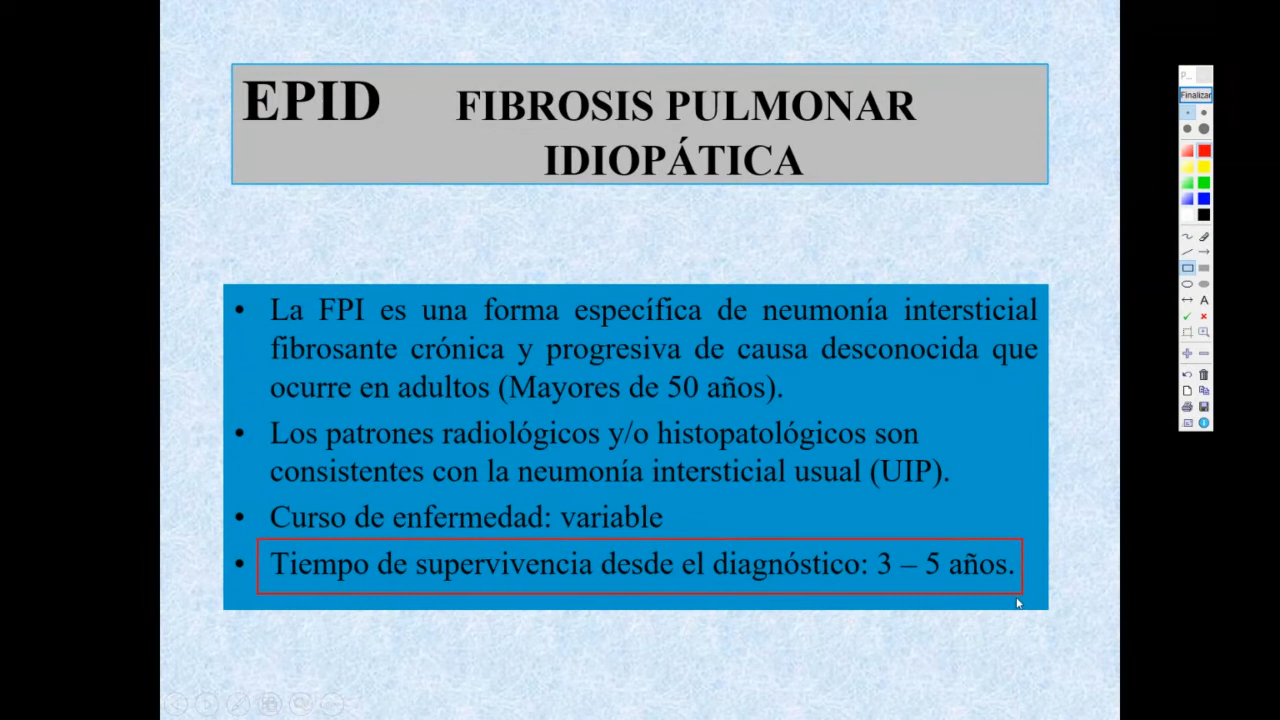 EPID FIBROSIS PULMONAR
IDIOPÁTICA
• La FPI es una forma específica de neumonía intersticial
fibrosante crónica y progresiva de causa desconocida que
ocurre en adultos (Mayores de 50 años).
• Los patrones radiológicos y/o histopatológicos son
consistentes con la neumonía intersticial usual (UIP).
• Curso de enfermedad: variable
• Tiempo de supervivencia desde el diagnóstico: 3 – 5 años.
P...
Finalizar
A